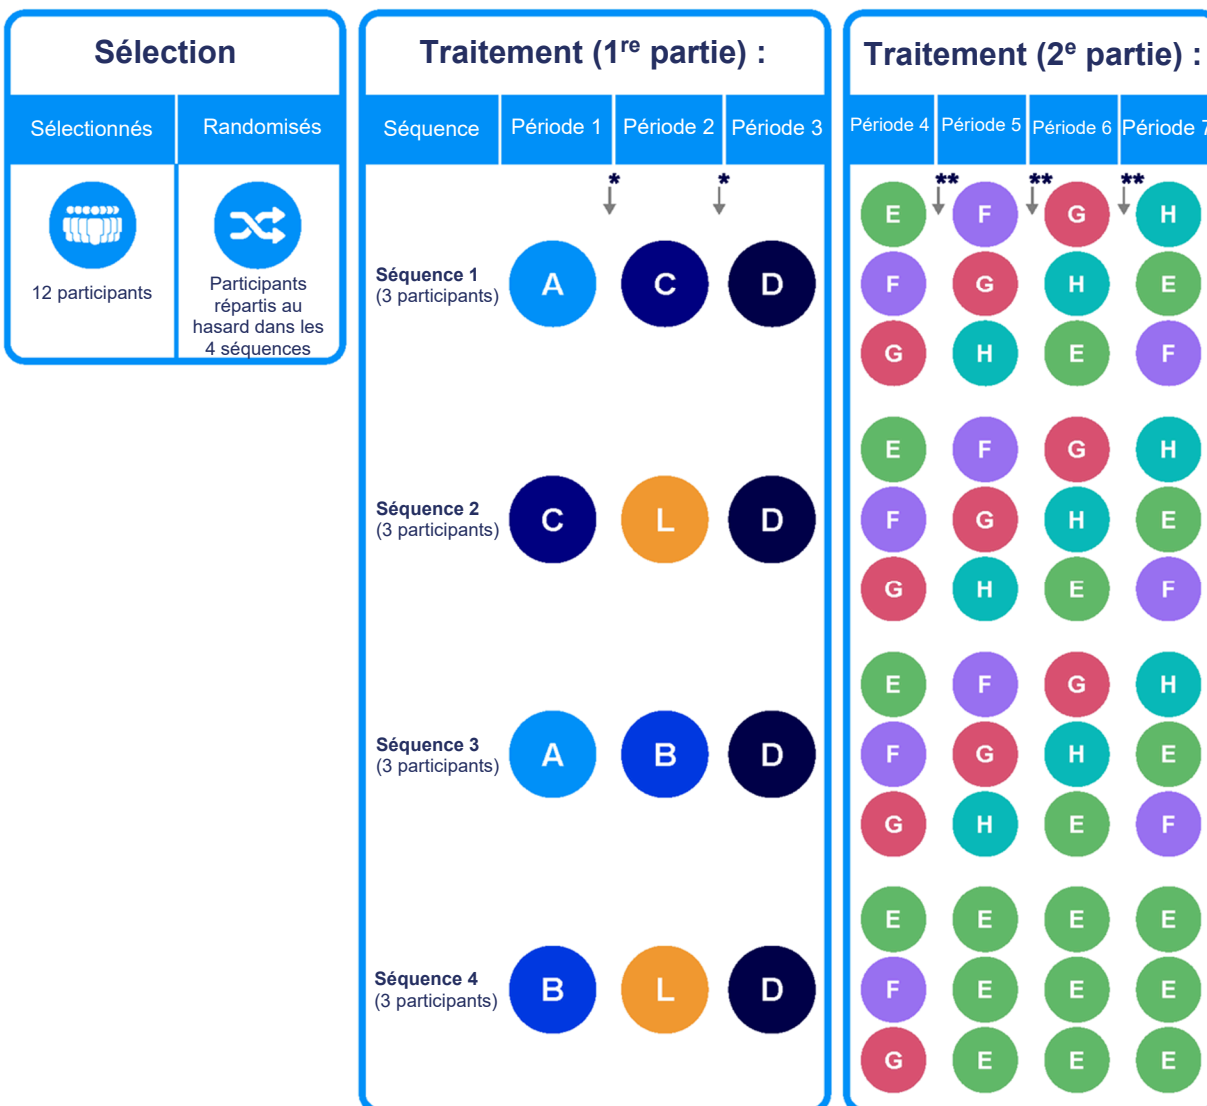 Sélection
Sélectionnés
Randomisés
12 participants
Participants
répartis au
hasard dans les
4 séquences
Traitement (1re partie) :
Séquence
Période 1
Période 2
Période 3
* *
Séquence 1
(3 participants)
A C D
Séquence 2
(3 participants)
C L D
Séquence 3
(3 participants)
A B D
Séquence 4
(3 participants)
B L D
Traitement (2e partie) :
Période 4
Période 5
Période 6
Période 7
** ** **
E F G H
F G H E
G H E F
E F G H
F G H E
G H E F
E F G H
F G H E
G H E F
E E E E
F E E E
G E E E